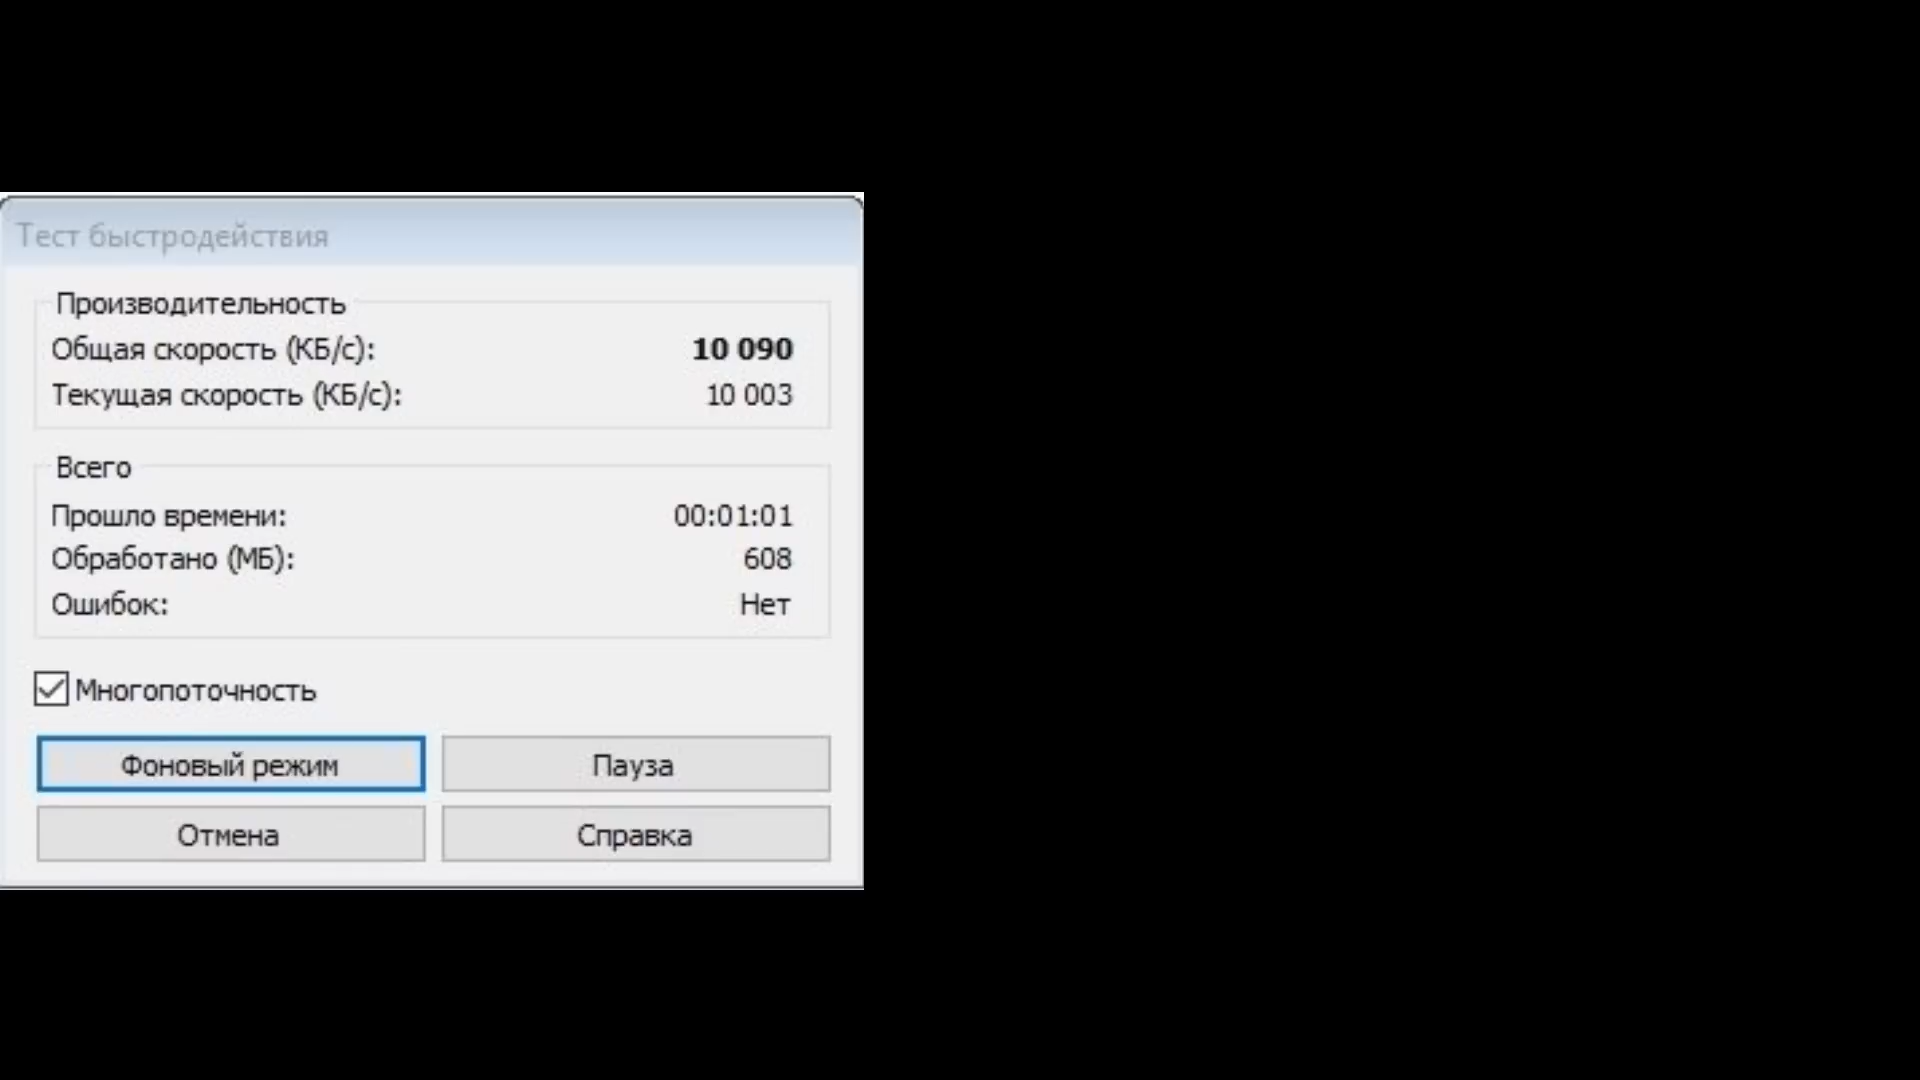 Тест быстродействия
Производительность
Общая скорость (КБ/с): 10 090
Текущая скорость (КБ/с): 10 003
Всего
Прошло времени: 00:01:01
Обработано (МБ): 608
Ошибок: Нет
Многопоточность
Фоновый режим Пауза
Отмена Справка